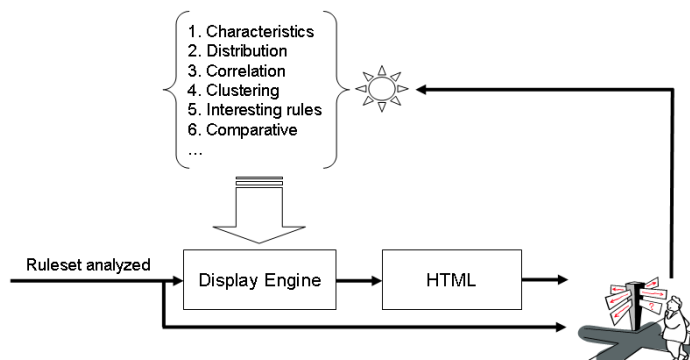 1. Characteristics
2. Distribution
3. Correlation
4. Clustering
5. Interesting rules
6. Comparative
...
Ruleset analyzed
Display Engine
HTML
?